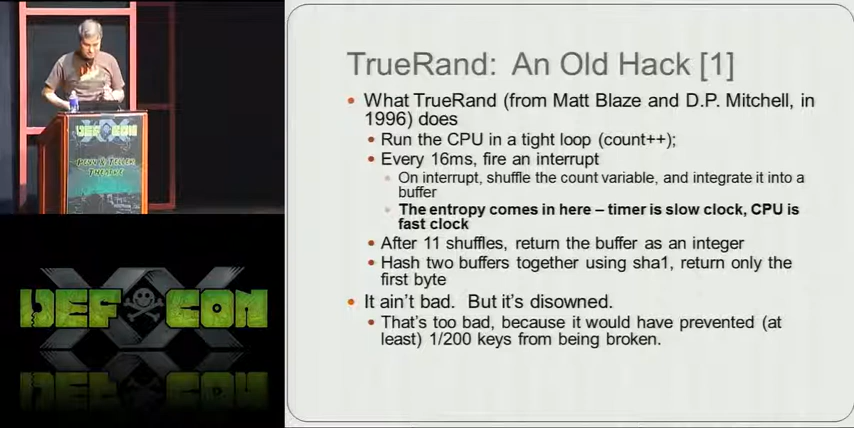 DEF CON
PENN & TELLER
THEATRE
DEF CON
TrueRand: An Old Hack [1]
• What TrueRand (from Matt Blaze and D.P. Mitchell, in
1996) does
• Run the CPU in a tight loop (count++);
• Every 16ms, fire an interrupt
• On interrupt, shuffle the count variable, and integrate it into a
buffer
• The entropy comes in here – timer is slow clock, CPU is
fast clock
• After 11 shuffles, return the buffer as an integer
• Hash two buffers together using sha1, return only the
first byte
• It ain't bad. But it's disowned.
• That's too bad, because it would have prevented (at
least) 1/200 keys from being broken.